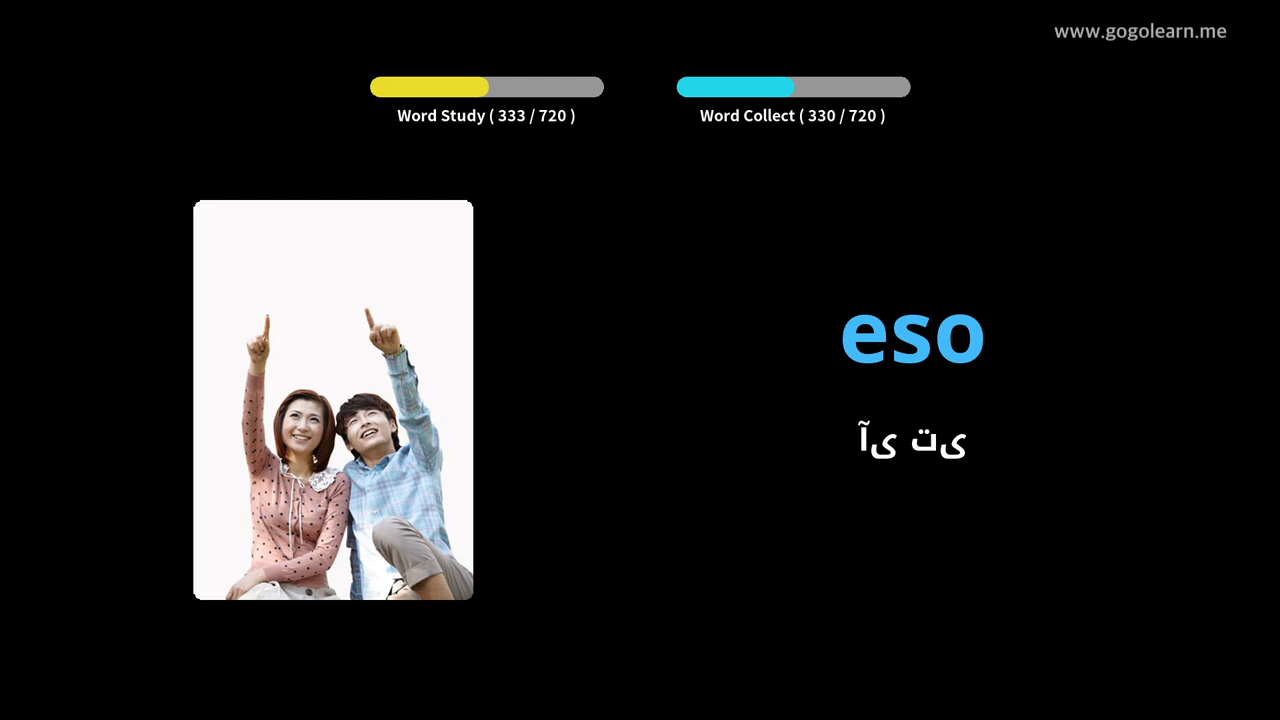 www.gogolearn.me
Word Study ( 333 / 720 )
Word Collect ( 330 / 720 )
eso
آی تی